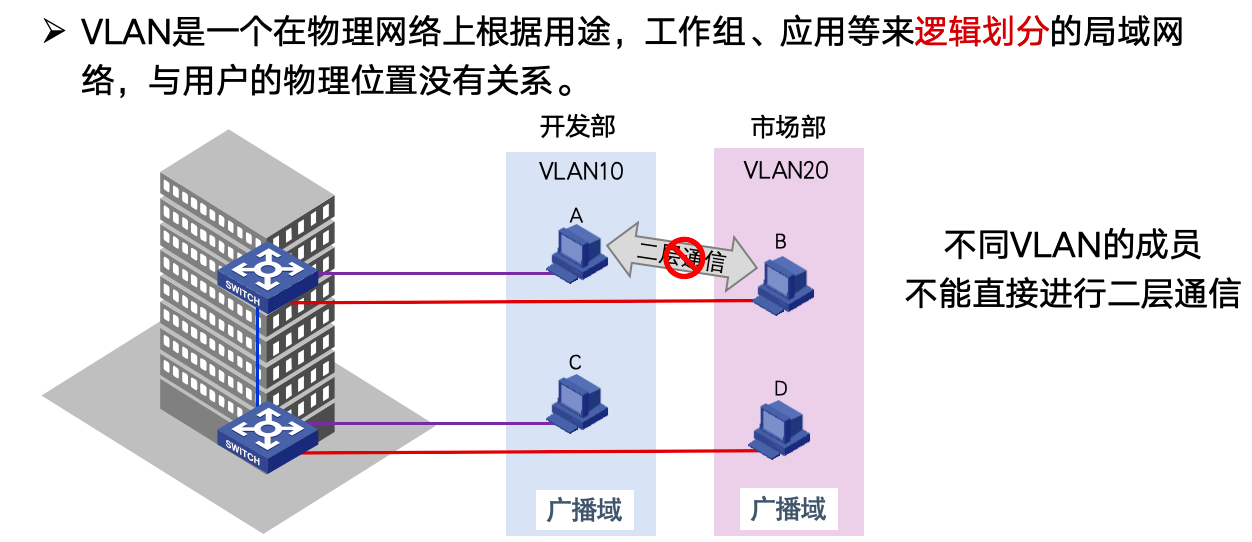 ➢ VLAN是一个在物理网络上根据用途，工作组、应用等来逻辑划分的局域网
络，与用户的物理位置没有关系。
开发部
市场部
VLAN10
VLAN20
A
B
二层通信
不同VLAN的成员
不能直接进行二层通信
SWITCH
C
D
SWITCH
广播域
广播域